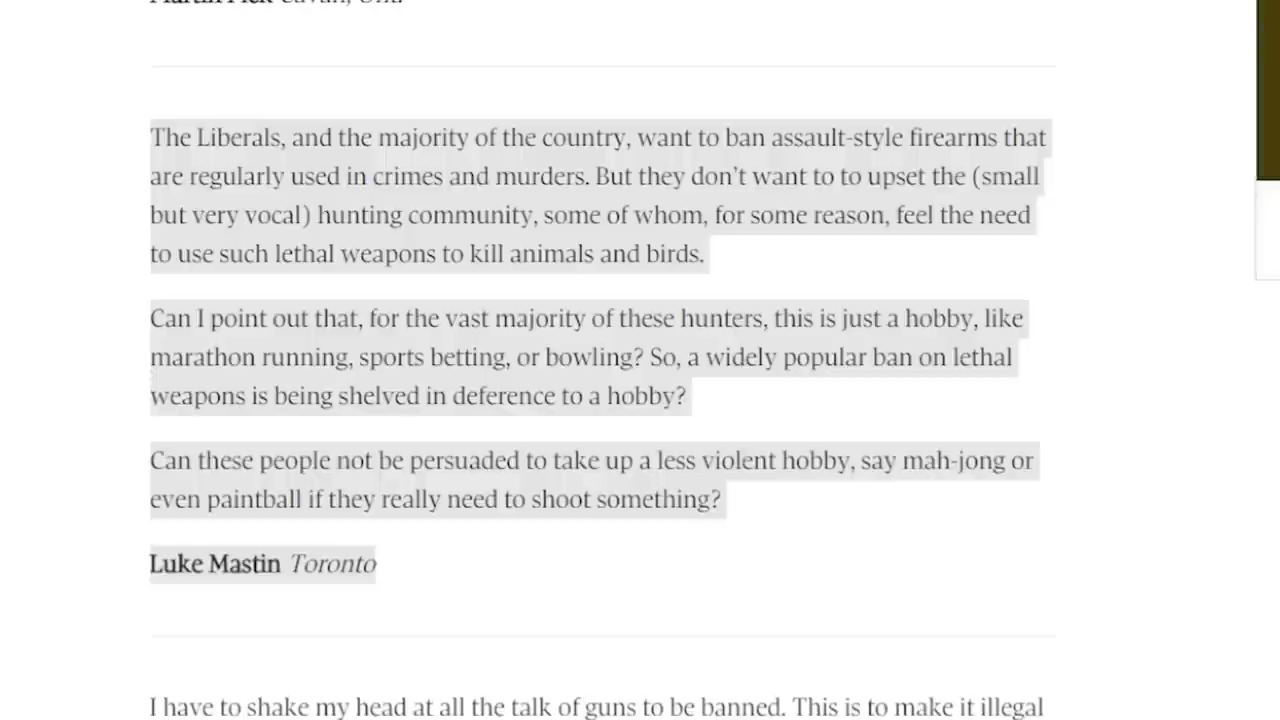 The Liberals, and the majority of the country, want to ban assault-style firearms that
are regularly used in crimes and murders. But they don’t want to to upset the (small
but very vocal) hunting community, some of whom, for some reason, feel the need
to use such lethal weapons to kill animals and birds.
Can I point out that, for the vast majority of these hunters, this is just a hobby, like
marathon running, sports betting, or bowling? So, a widely popular ban on lethal
weapons is being shelved in deference to a hobby?
Can these people not be persuaded to take up a less violent hobby, say mah-jong or
even paintball if they really need to shoot something?
Luke Mastin Toronto
I have to shake my head at all the talk of guns to be banned. This is to make it illegal